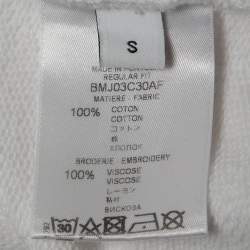 S
MADE IN PORTUGAL
REGULAR FIT
BMJ03C30AF
MATIERE - FABRIC
100% COTON
COTTON
コットン
棉
ХЛОПОК
BRODERIE - EMBROIDERY
100% VISCOSE
VISCOSE
レーヨン
粘纤
ВИСКОЗА
30